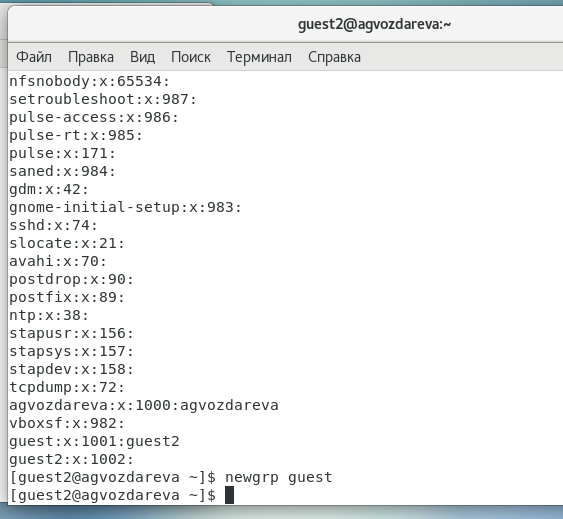 guest2@agvozdareva:~
Файл Правка Вид Поиск Терминал Справка
nfsnobody:x:65534:
setroubleshoot:x:987:
pulse-access:x:986:
pulse-rt:x:985:
pulse:x:171:
saned:x:984:
gdm:x:42:
gnome-initial-setup:x:983:
sshd:x:74:
slocate:x:21:
avahi:x:70:
postdrop:x:90:
postfix:x:89:
ntp:x:38:
stapusr:x:156:
stapsys:x:157:
stapdev:x:158:
tcpdump:x:72:
agvozdareva:x:1000:agvozdareva
vboxsf:x:982:
guest:x:1001:guest2
guest2:x:1002:
[guest2@agvozdareva ~]$ newgrp guest
[guest2@agvozdareva ~]$